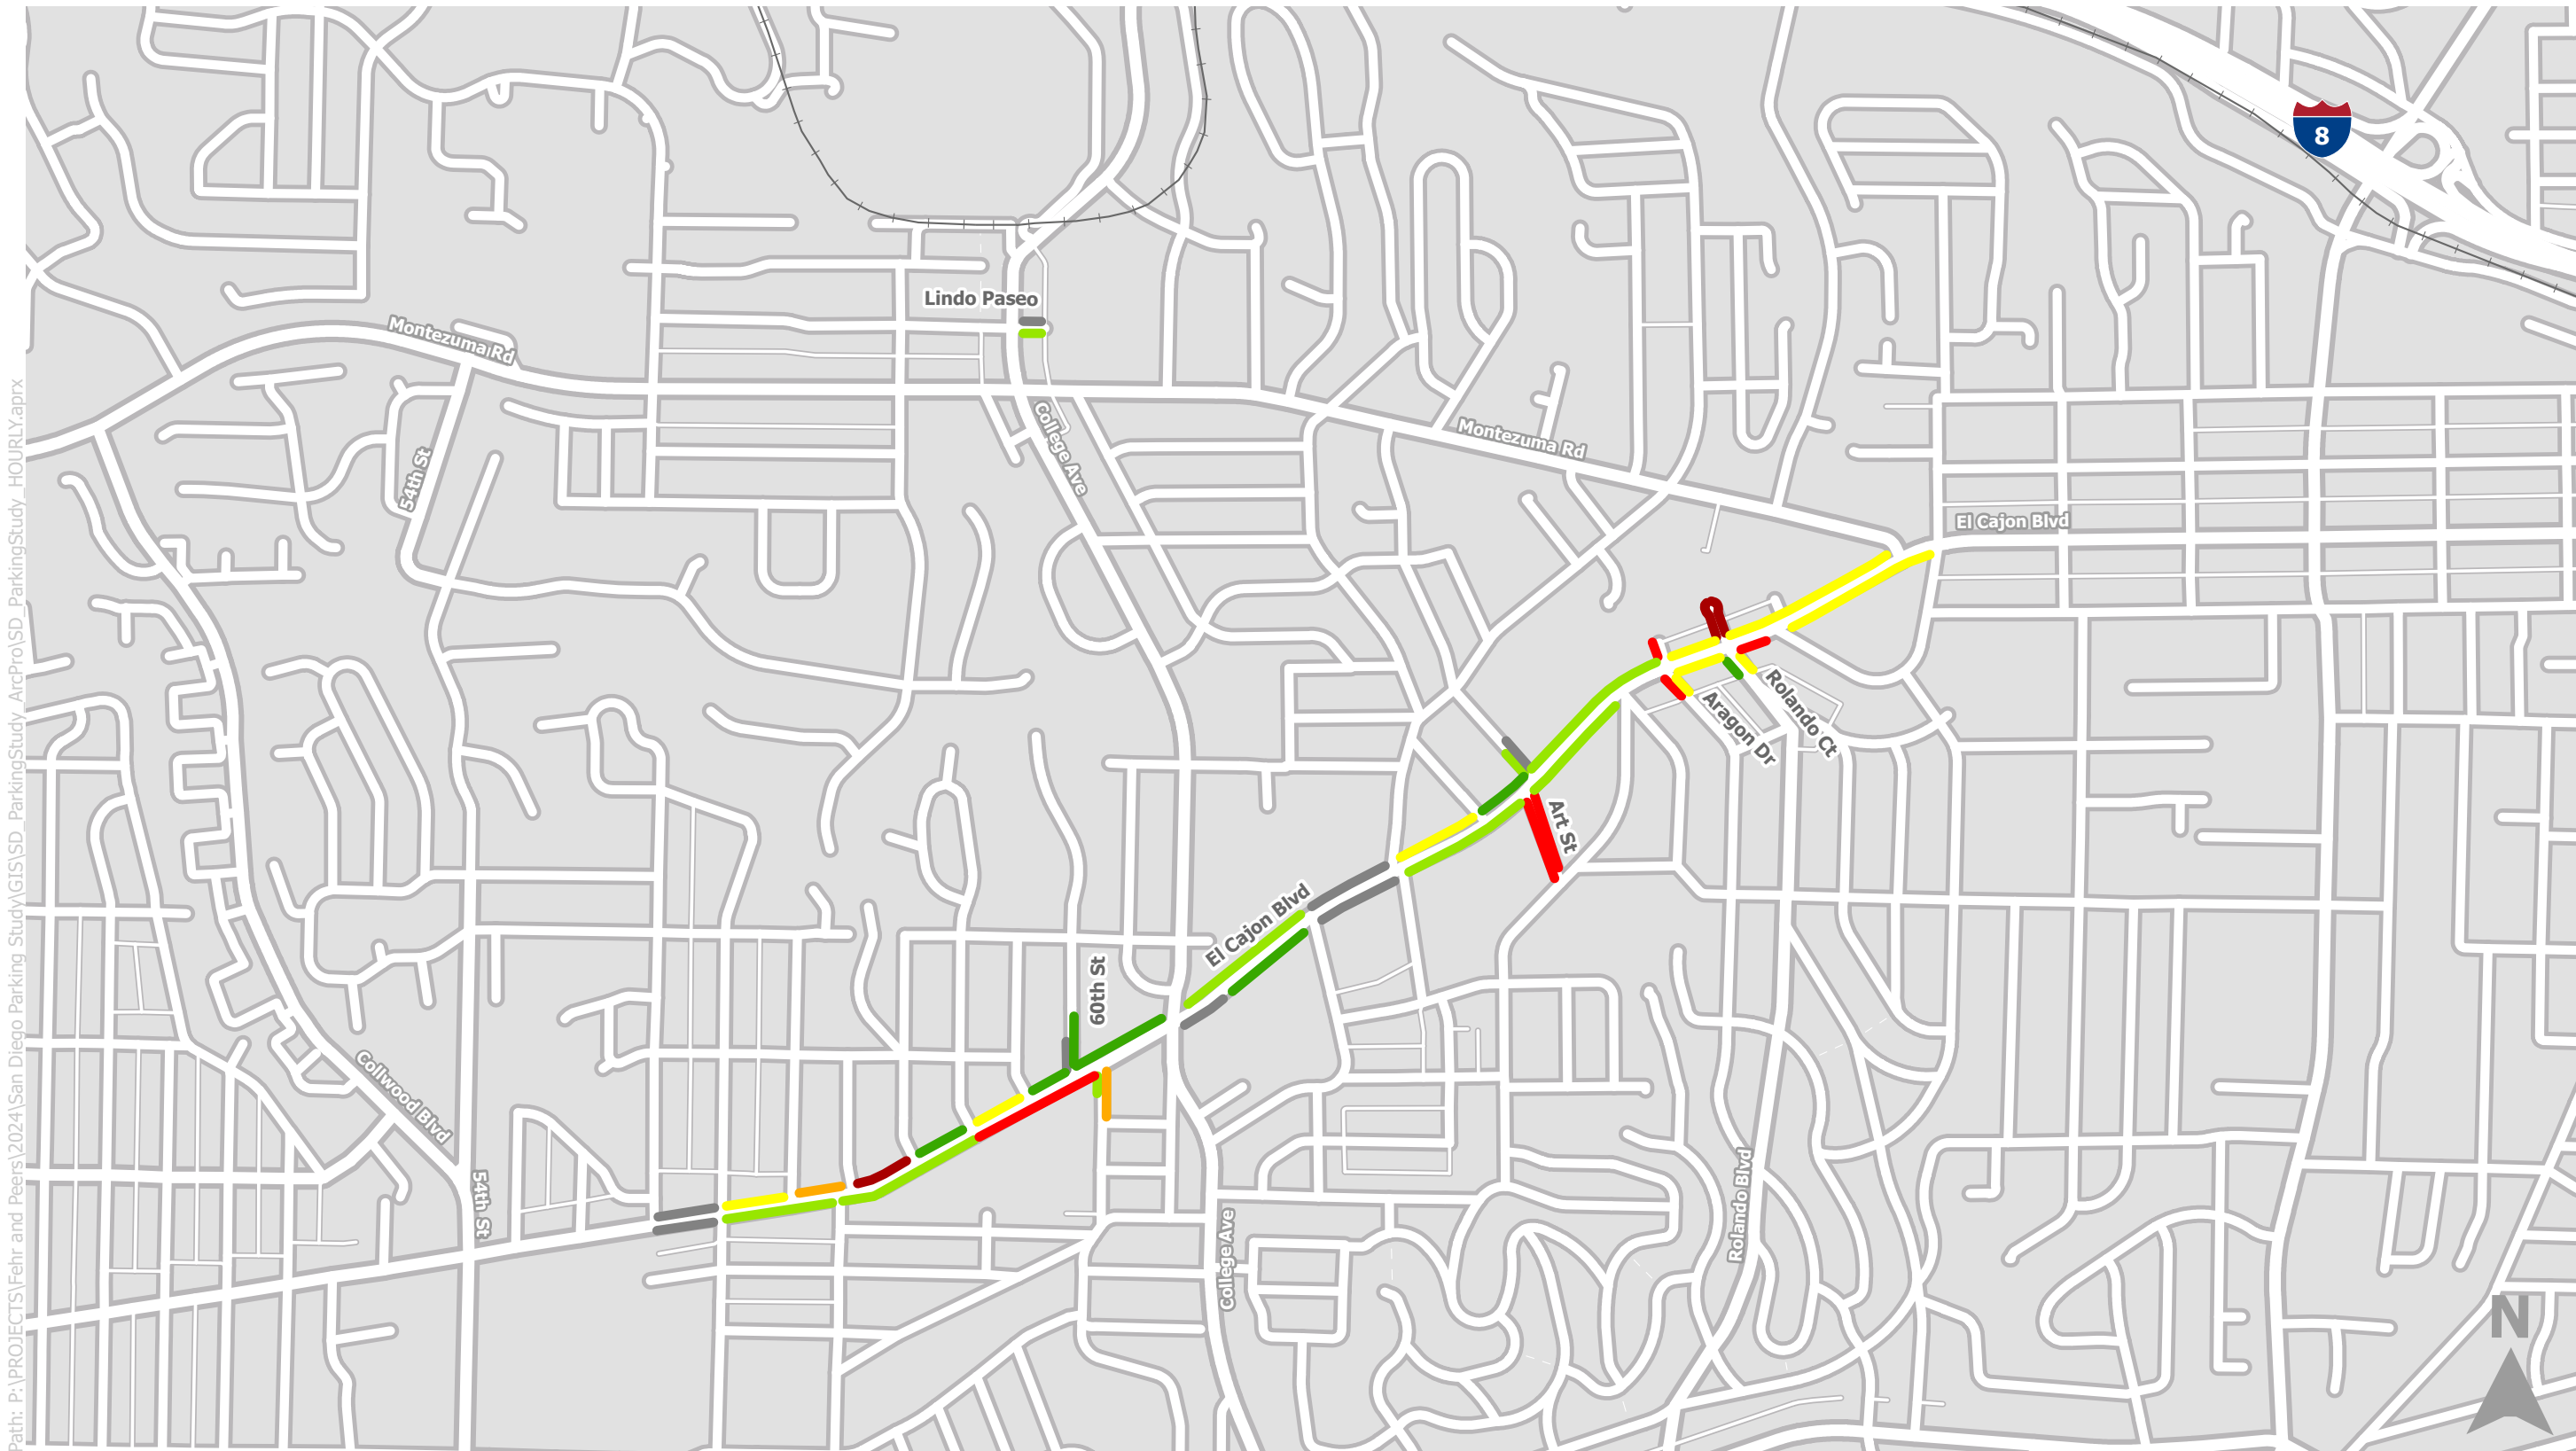 8
Lindo Paseo
Montezuma Rd
College Ave
54th St
Montezuma Rd
El Cajon Blvd
Rolando Ct
Aragon Dr
Art St
El Cajon Blvd
60th St
Collwood Blvd
54th St
College Ave
Rolando Blvd
N
Path: P:\PROJECTS\Fehr and Peers\2024\San Diego Parking Study\GIS\SD_ParkingStudy_ArcPro\SD_ParkingStudy_HOURLY.aprx